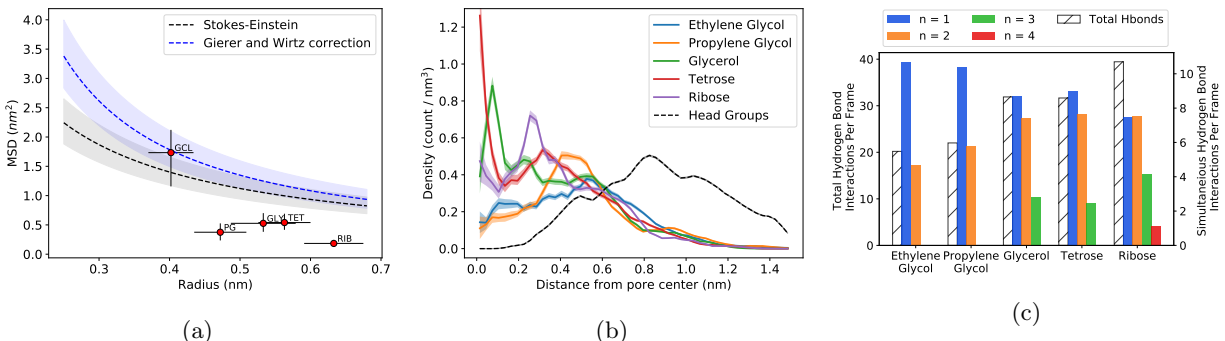 Stokes-Einstein
Gierer and Wirtz correction
MSD (nm²)
4.0
3.5
3.0
2.5
2.0
1.5
1.0
0.5
0.0
GCL
PG
GLY
TET
RIB
0.3
0.4
0.5
0.6
0.7
Radius (nm)
(a)
Density (count / nm³)
1.2
1.0
0.8
0.6
0.4
0.2
0.0
Ethylene Glycol
Propylene Glycol
Glycerol
Tetrose
Ribose
Head Groups
0.0
0.2
0.4
0.6
0.8
1.0
1.2
1.4
Distance from pore center (nm)
(b)
n = 1
n = 2
n = 3
n = 4
Total Hbonds
Total Hydrogen Bond
Interactions Per Frame
40
30
20
10
0
Ethylene
Glycol
Propylene
Glycol
Glycerol
Tetrose
Ribose
10
8
6
4
2
0
Simultaneous Hydrogen Bond
Interactions Per Frame
(c)